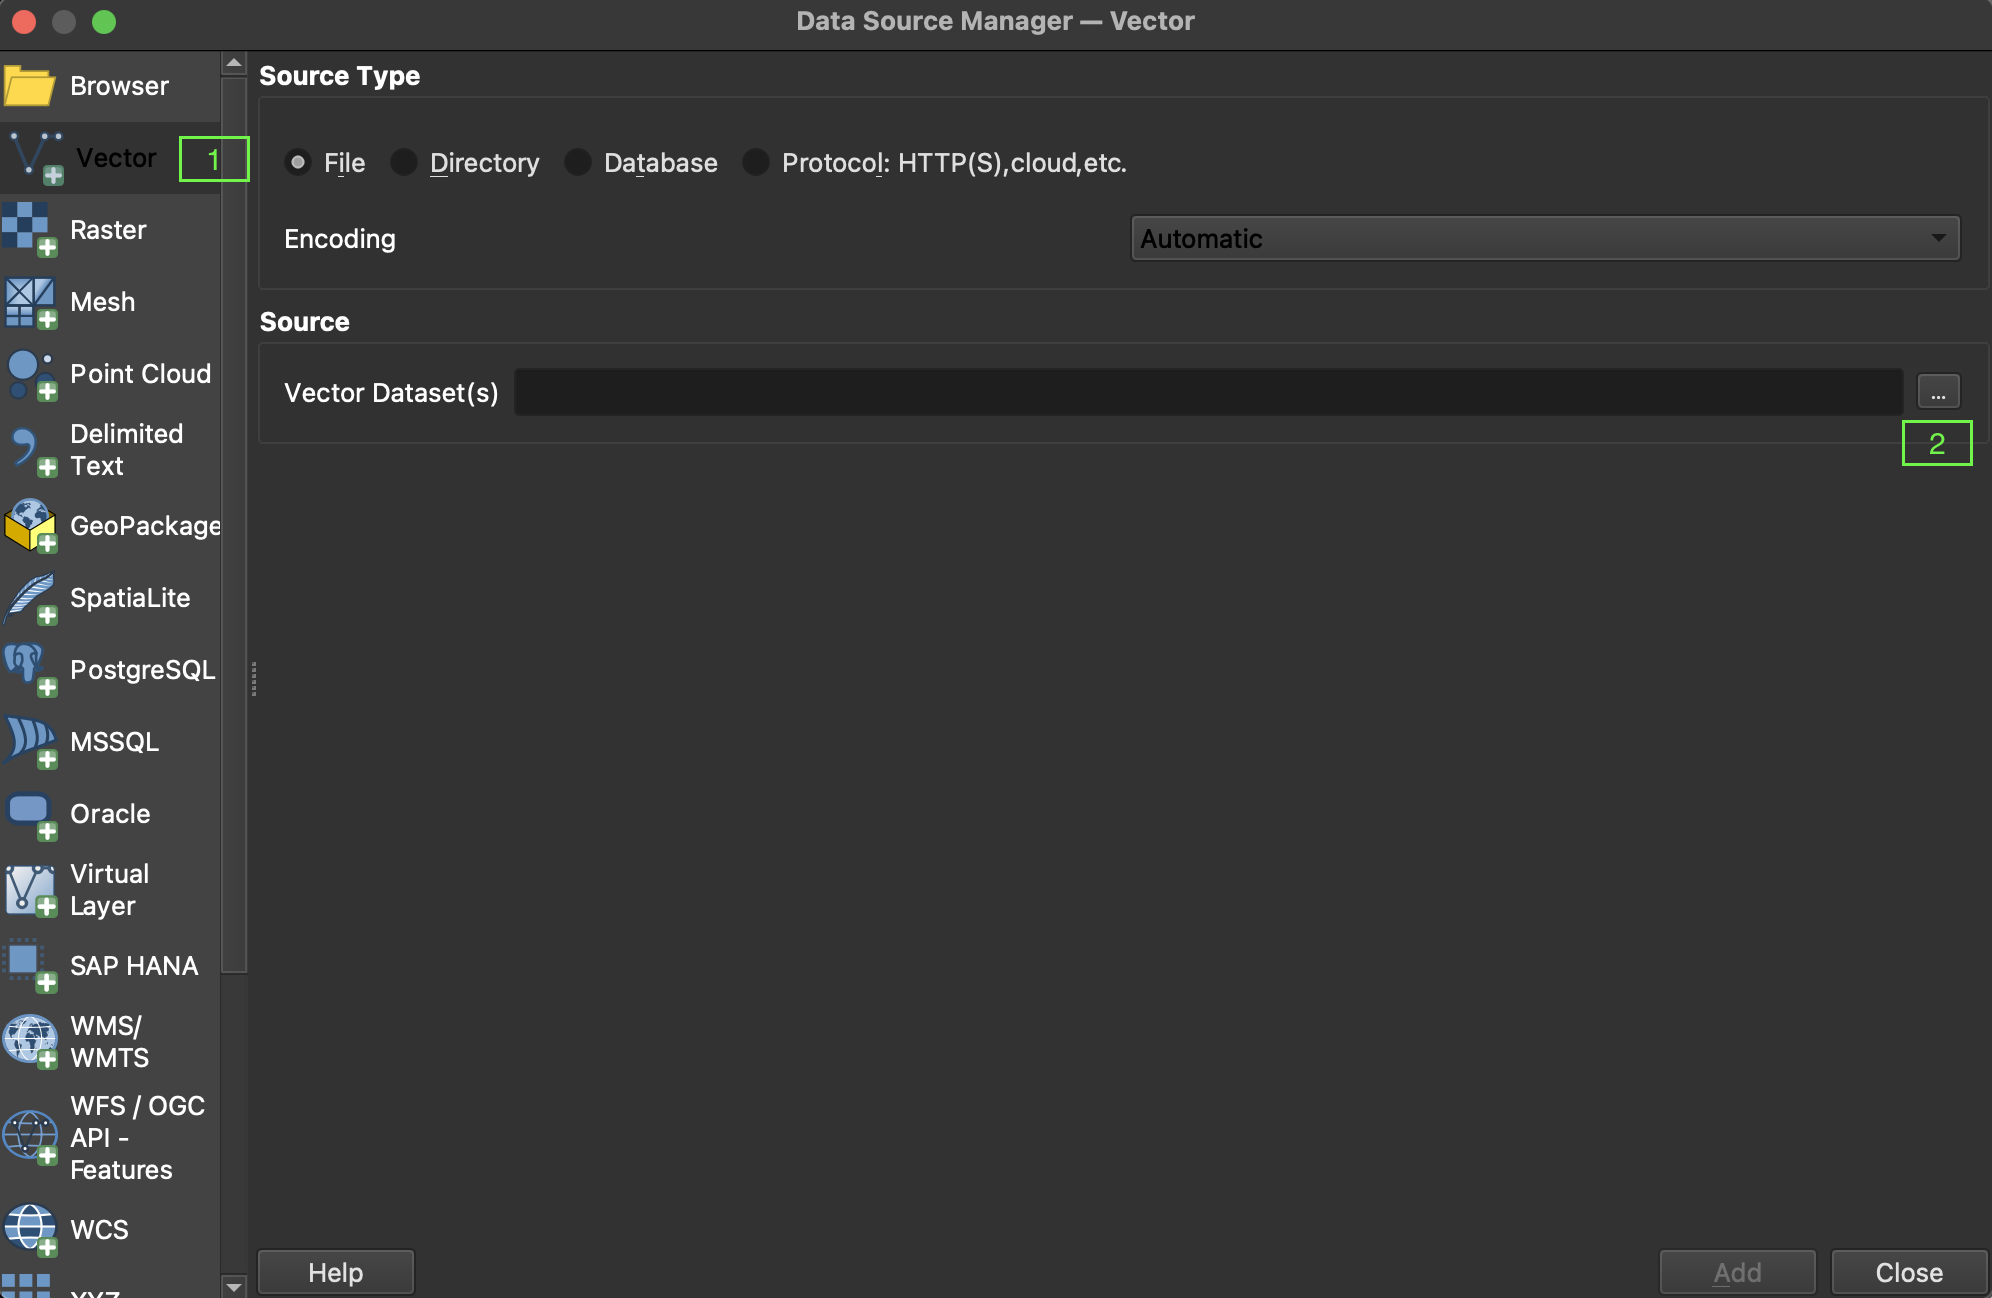 Data Source Manager — Vector
Browser
Vector
1
Raster
Mesh
Point Cloud
Delimited
Text
GeoPackage
SpatiaLite
PostgreSQL
MSSQL
Oracle
Virtual
Layer
SAP HANA
WMS/
WMTS
WFS / OGC
API -
Features
WCS
XYZ
Source Type
File Directory Database Protocol: HTTP(S),cloud,etc.
Encoding Automatic
Source
Vector Dataset(s) ...
2
Help Add Close